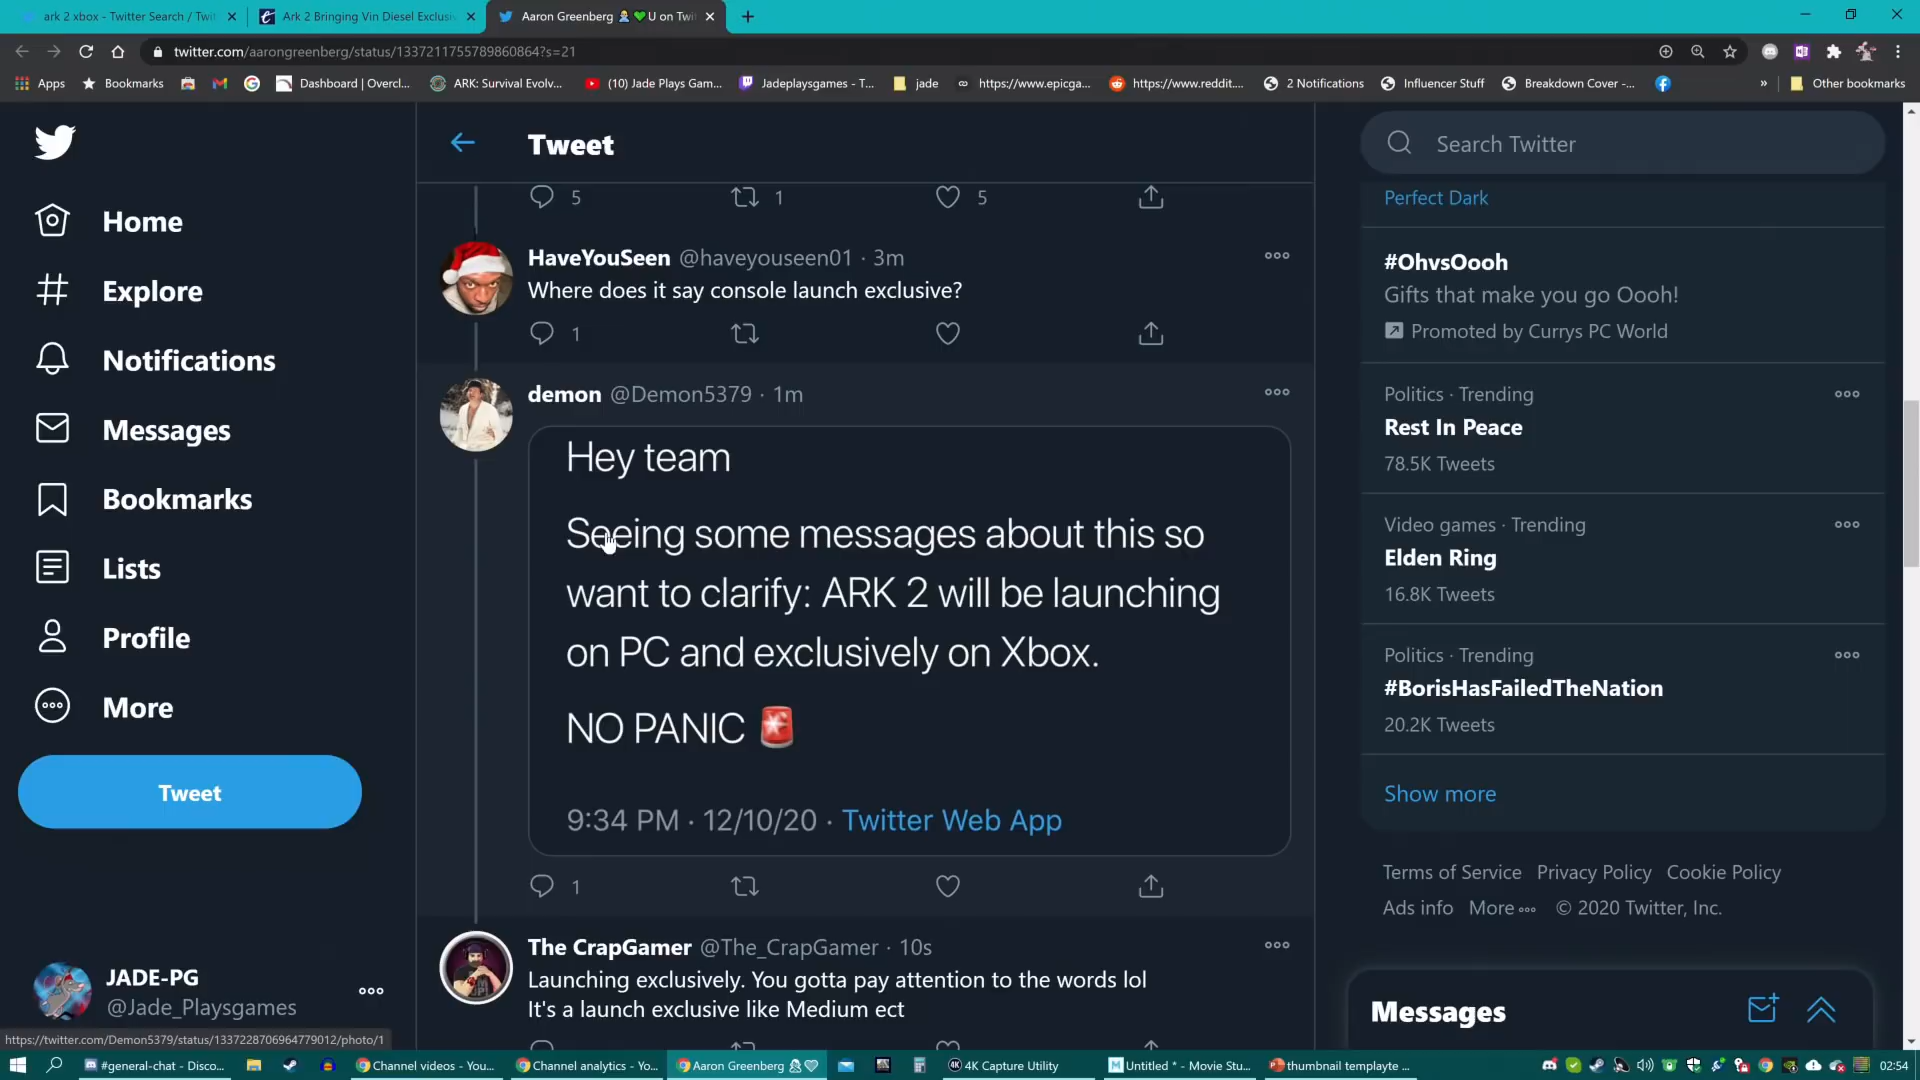 ark 2 xbox - Twitter Search / Twit
Ark 2 Bringing Vin Diesel Exclusi
Aaron Greenberg 🙅‍♂️💚U on Twi
twitter.com/aarongreenberg/status/1337211755789860864?s=21
Apps
Bookmarks
Dashboard | Overcl...
ARK: Survival Evolv...
(10) Jade Plays Gam...
Jadeplaysgames - T...
jade
https://www.epicga...
https://www.reddit....
2 Notifications
Influencer Stuff
Breakdown Cover -...
»
Other bookmarks
Home
Explore
Notifications
Messages
Bookmarks
Lists
Profile
More
Tweet
JADE-PG
@Jade_Playsgames
https://twitter.com/Demon5379/status/1337228706964779012/photo/1
Tweet
5 1 5
HaveYouSeen @haveyouseen01 · 3m
Where does it say console launch exclusive?
1
demon @Demon5379 · 1m
Hey team
Seeing some messages about this so
want to clarify: ARK 2 will be launching
on PC and exclusively on Xbox.
NO PANIC 🚨
9:34 PM · 12/10/20 · Twitter Web App
1
The CrapGamer @The_CrapGamer · 10s
Launching exclusively. You gotta pay attention to the words lol
It's a launch exclusive like Medium ect
Search Twitter
Perfect Dark
#OhvsOooh
Gifts that make you go Oooh!
Promoted by Currys PC World
Politics · Trending
Rest In Peace
78.5K Tweets
Video games · Trending
Elden Ring
16.8K Tweets
Politics · Trending
#BorisHasFailedTheNation
20.2K Tweets
Show more
Terms of Service Privacy Policy Cookie Policy
Ads info More © 2020 Twitter, Inc.
Messages
#general-chat - Disco...
Channel videos - You...
Channel analytics - Yo...
Aaron Greenberg 🙅‍♂️💚
4K Capture Utility
Untitled * - Movie Stu...
thumbnail templayte ...
02:54